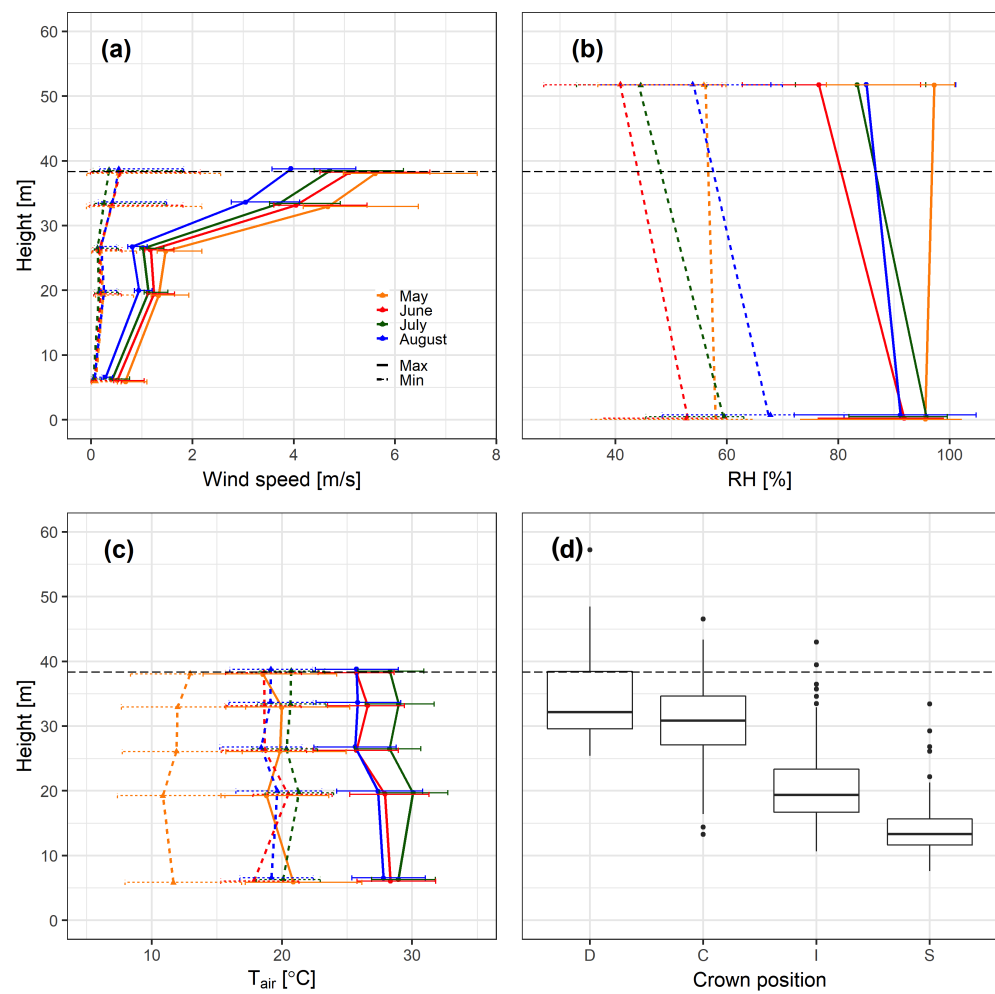 (a)
60
50
40
30
20
10
0
Height [m]
May
June
July
August
Max
Min
0 2 4 6 8
Wind speed [m/s]
(b)
40 60 80 100
RH [%]
(c)
60
50
40
30
20
10
0
Height [m]
10 20 30
Tair [°C]
(d)
D C I S
Crown position